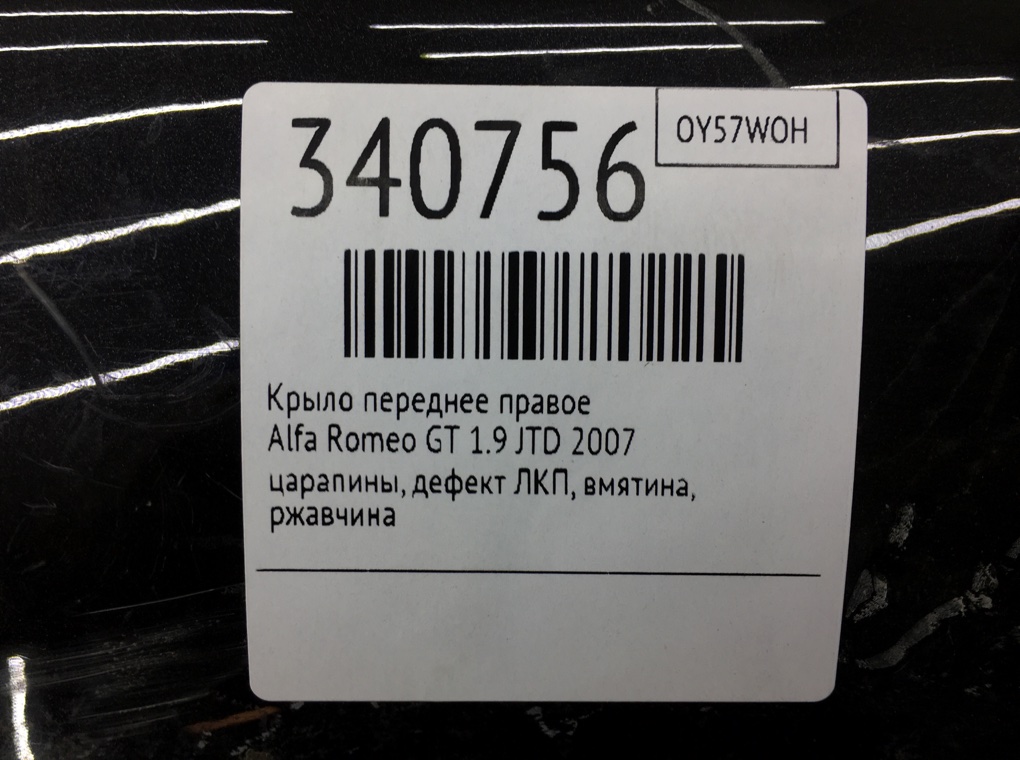 340756
OY57WOH
Крыло переднее правое
Alfa Romeo GT 1.9 JTD 2007
царапины, дефект ЛКП, вмятина,
ржавчина